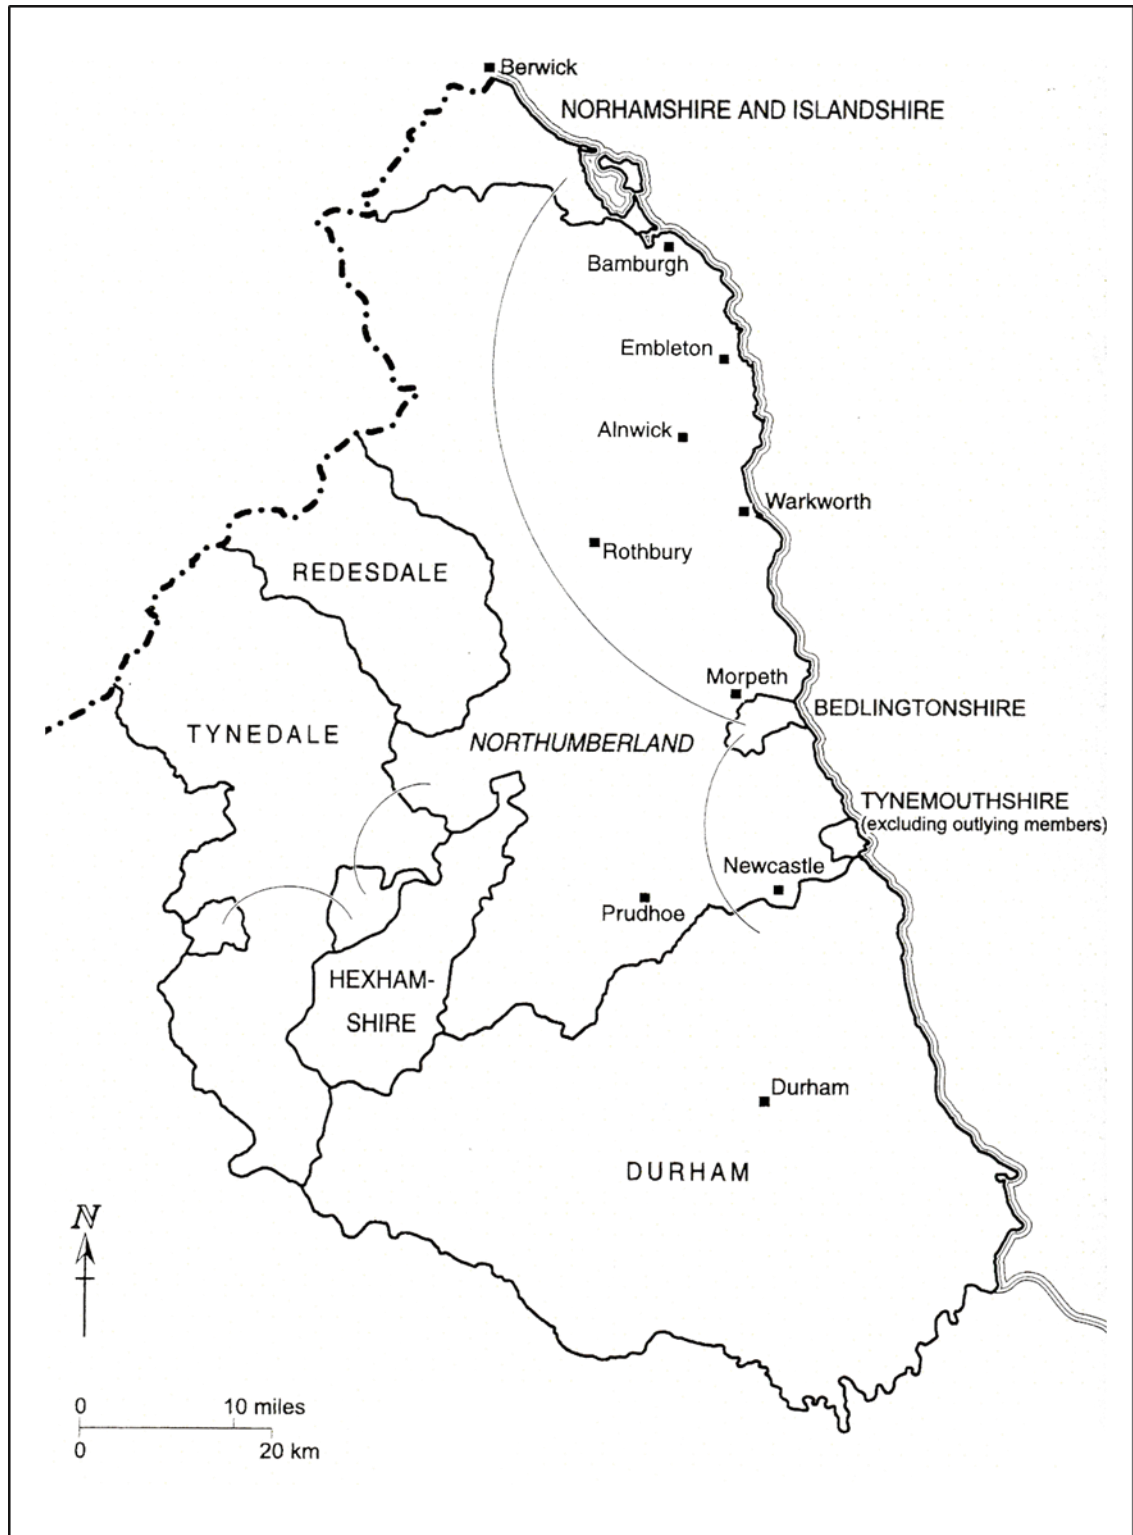 Berwick
NORHAMSHIRE AND ISLANDSHIRE
Bamburgh
Embleton
Alnwick
Warkworth
Rothbury
REDESDALE
Morpeth
BEDLINGTONSHIRE
TYNEDALE
NORTHUMBERLAND
TYNEMOUTHSHIRE
(excluding outlying members)
Newcastle
Prudhoe
HEXHAM-
SHIRE
Durham
DURHAM
N
0 10 miles
0 20 km